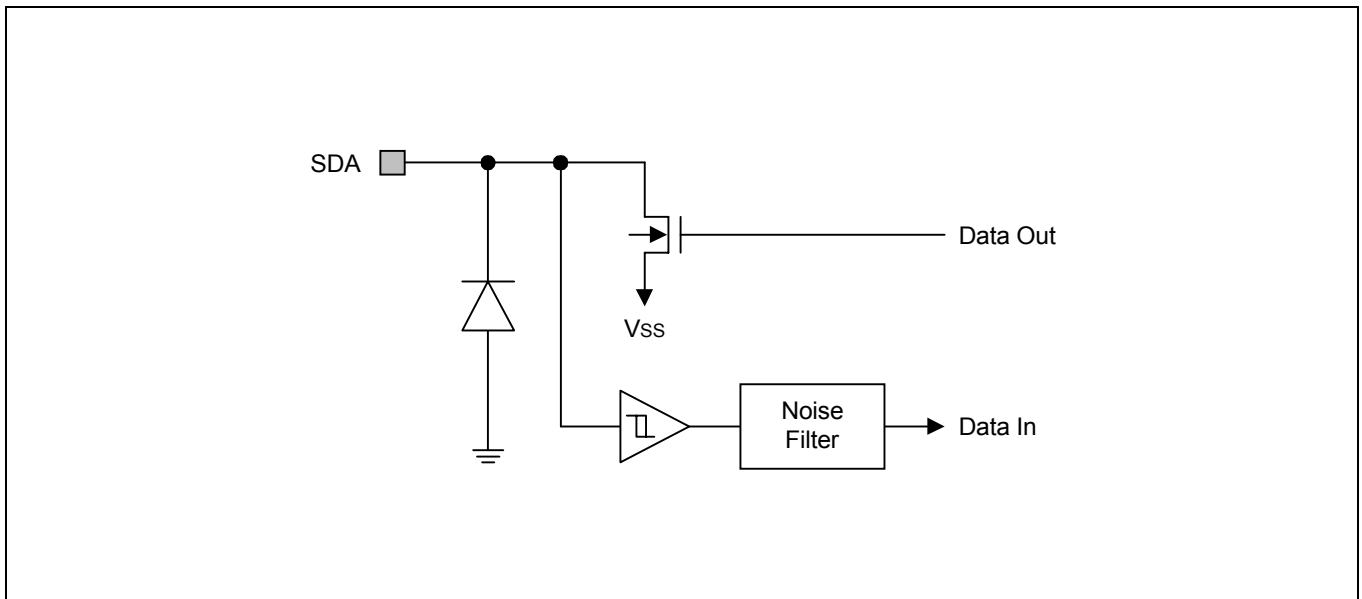 SDA
Data Out
VSS
Noise
Filter
Data In